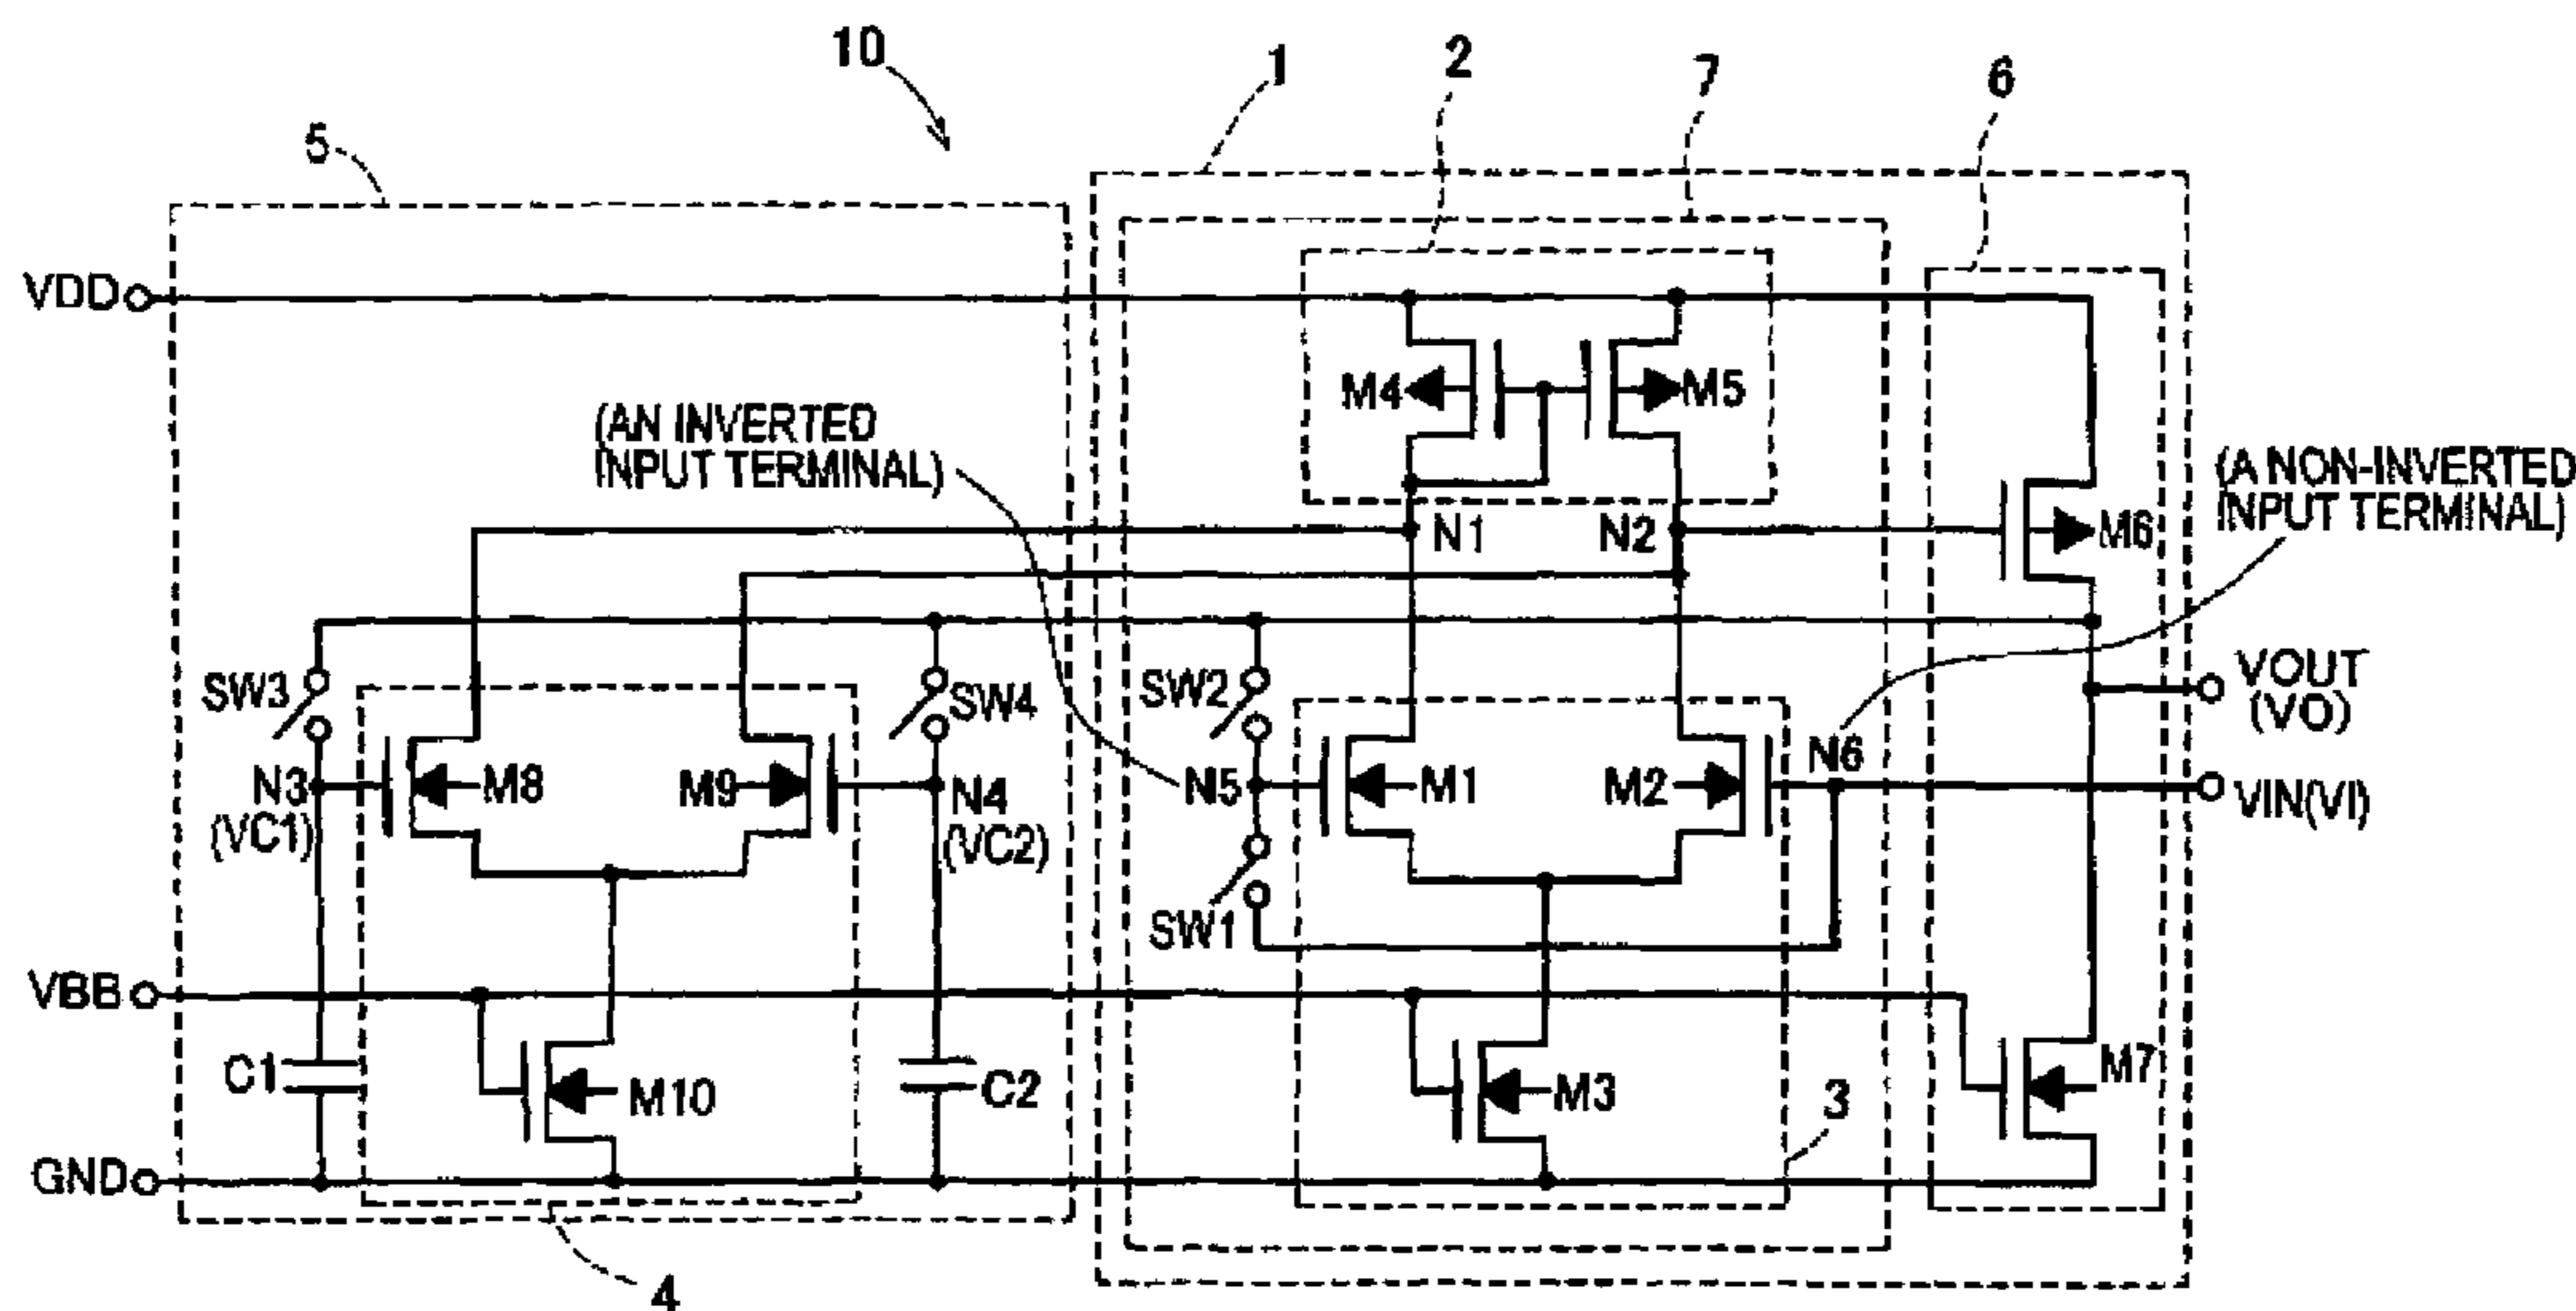 10
1
2
7
6
5
VDD
M4
M5
(AN INVERTED
INPUT TERMINAL)
(A NON-INVERTED
INPUT TERMINAL)
N1
N2
M6
SW3
SW4
SW2
VOUT
(VO)
N3
(VC1)
M8
M9
N4
(VC2)
N5
M1
M2
N6
VIN(VI)
SW1
VBB
C1
M10
C2
M3
3
M7
GND
4